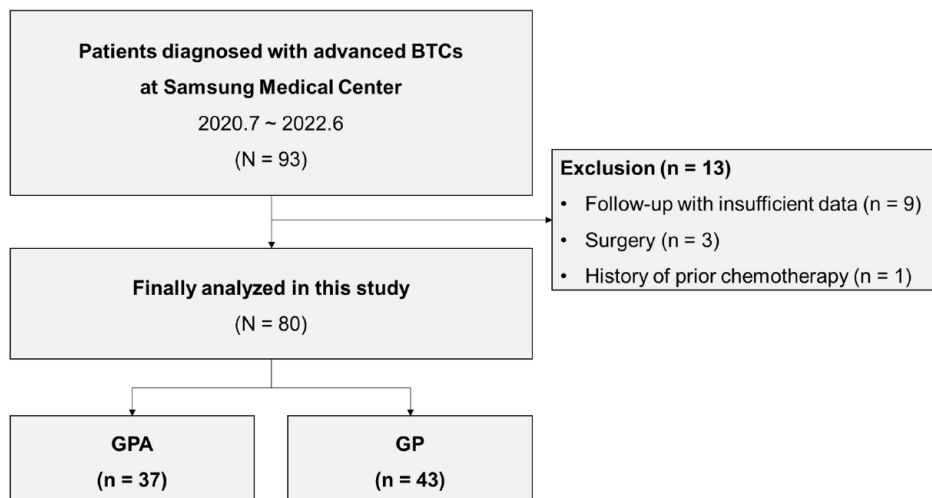 Patients diagnosed with advanced BTCs
at Samsung Medical Center
2020.7 ~ 2022.6
(N = 93)
Exclusion (n = 13)
• Follow-up with insufficient data (n = 9)
• Surgery (n = 3)
• History of prior chemotherapy (n = 1)
Finally analyzed in this study
(N = 80)
GPA
(n = 37)
GP
(n = 43)